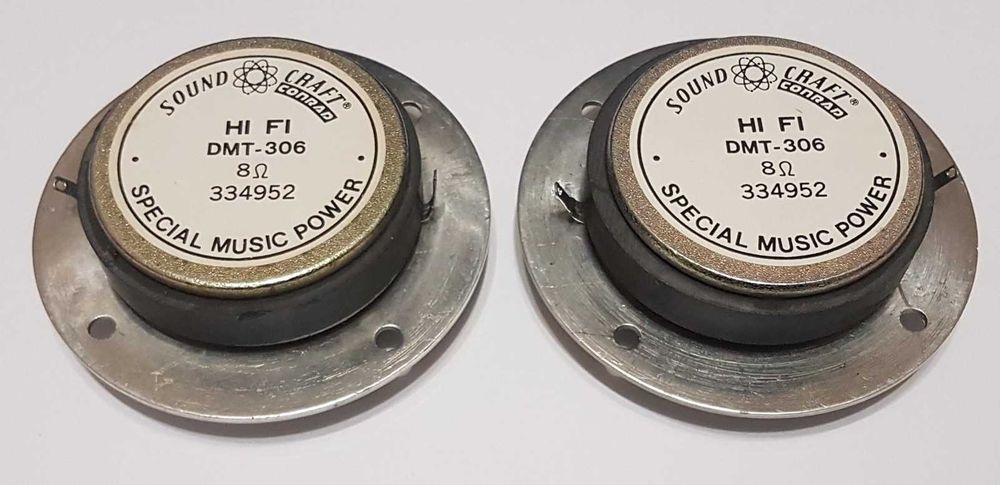 SOUND CRAFT®
CONRAD
HI FI
DMT-306
8Ω
334952
SPECIAL MUSIC POWER
SOUND CRAFT®
CONRAD
HI FI
DMT-306
8Ω
334952
SPECIAL MUSIC POWER